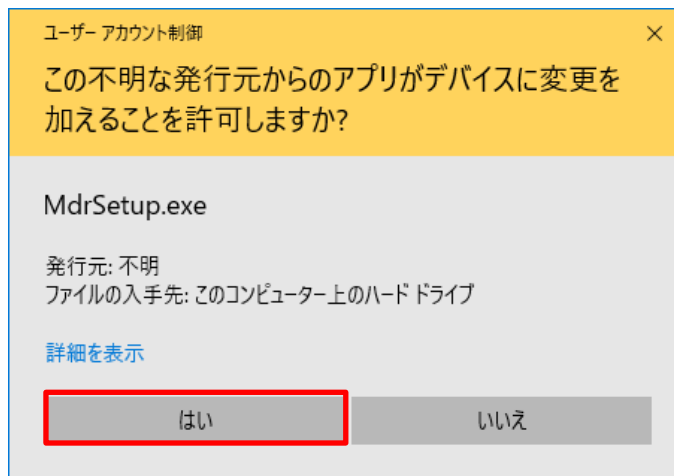 ユーザー アカウント制御
この不明な発行元からのアプリがデバイスに変更を
加えることを許可しますか?
MdrSetup.exe
発行元: 不明
ファイルの入手先: このコンピューター上のハード ドライブ
詳細を表示
はい
いいえ